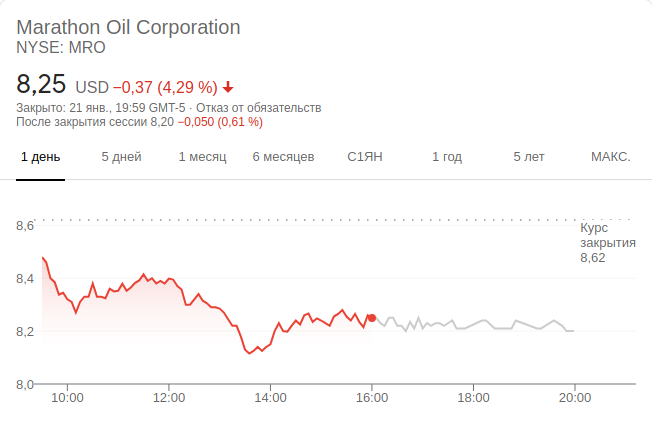 Marathon Oil Corporation
NYSE: MRO
8,25 USD −0,37 (4,29 %)
Закрыто: 21 янв., 19:59 GMT-5 · Отказ от обязательств
После закрытия сессии 8,20 −0,050 (0,61 %)
1 день 5 дней 1 месяц 6 месяцев С1ЯН 1 год 5 лет МАКС.
8,6
Курс
закрытия
8,62
8,4
8,2
8,0
10:00 12:00 14:00 16:00 18:00 20:00